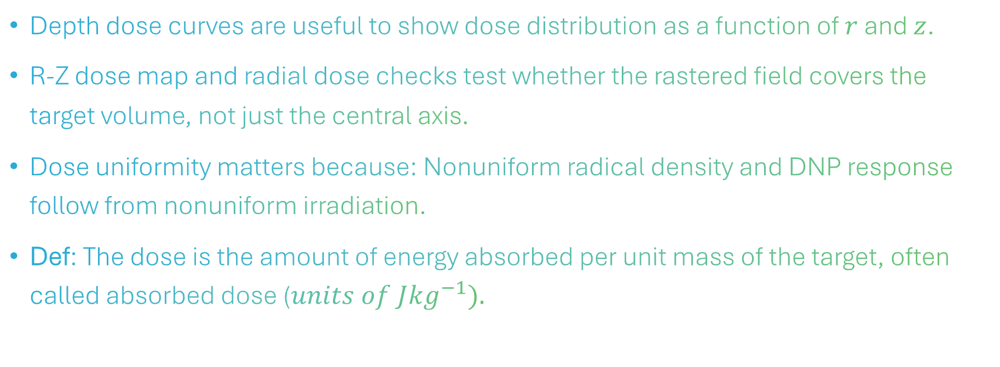 • Depth dose curves are useful to show dose distribution as a function of r and z.
• R-Z dose map and radial dose checks test whether the rastered field covers the
target volume, not just the central axis.
• Dose uniformity matters because: Nonuniform radical density and DNP response
follow from nonuniform irradiation.
• Def: The dose is the amount of energy absorbed per unit mass of the target, often
called absorbed dose (units of Jkg⁻¹).